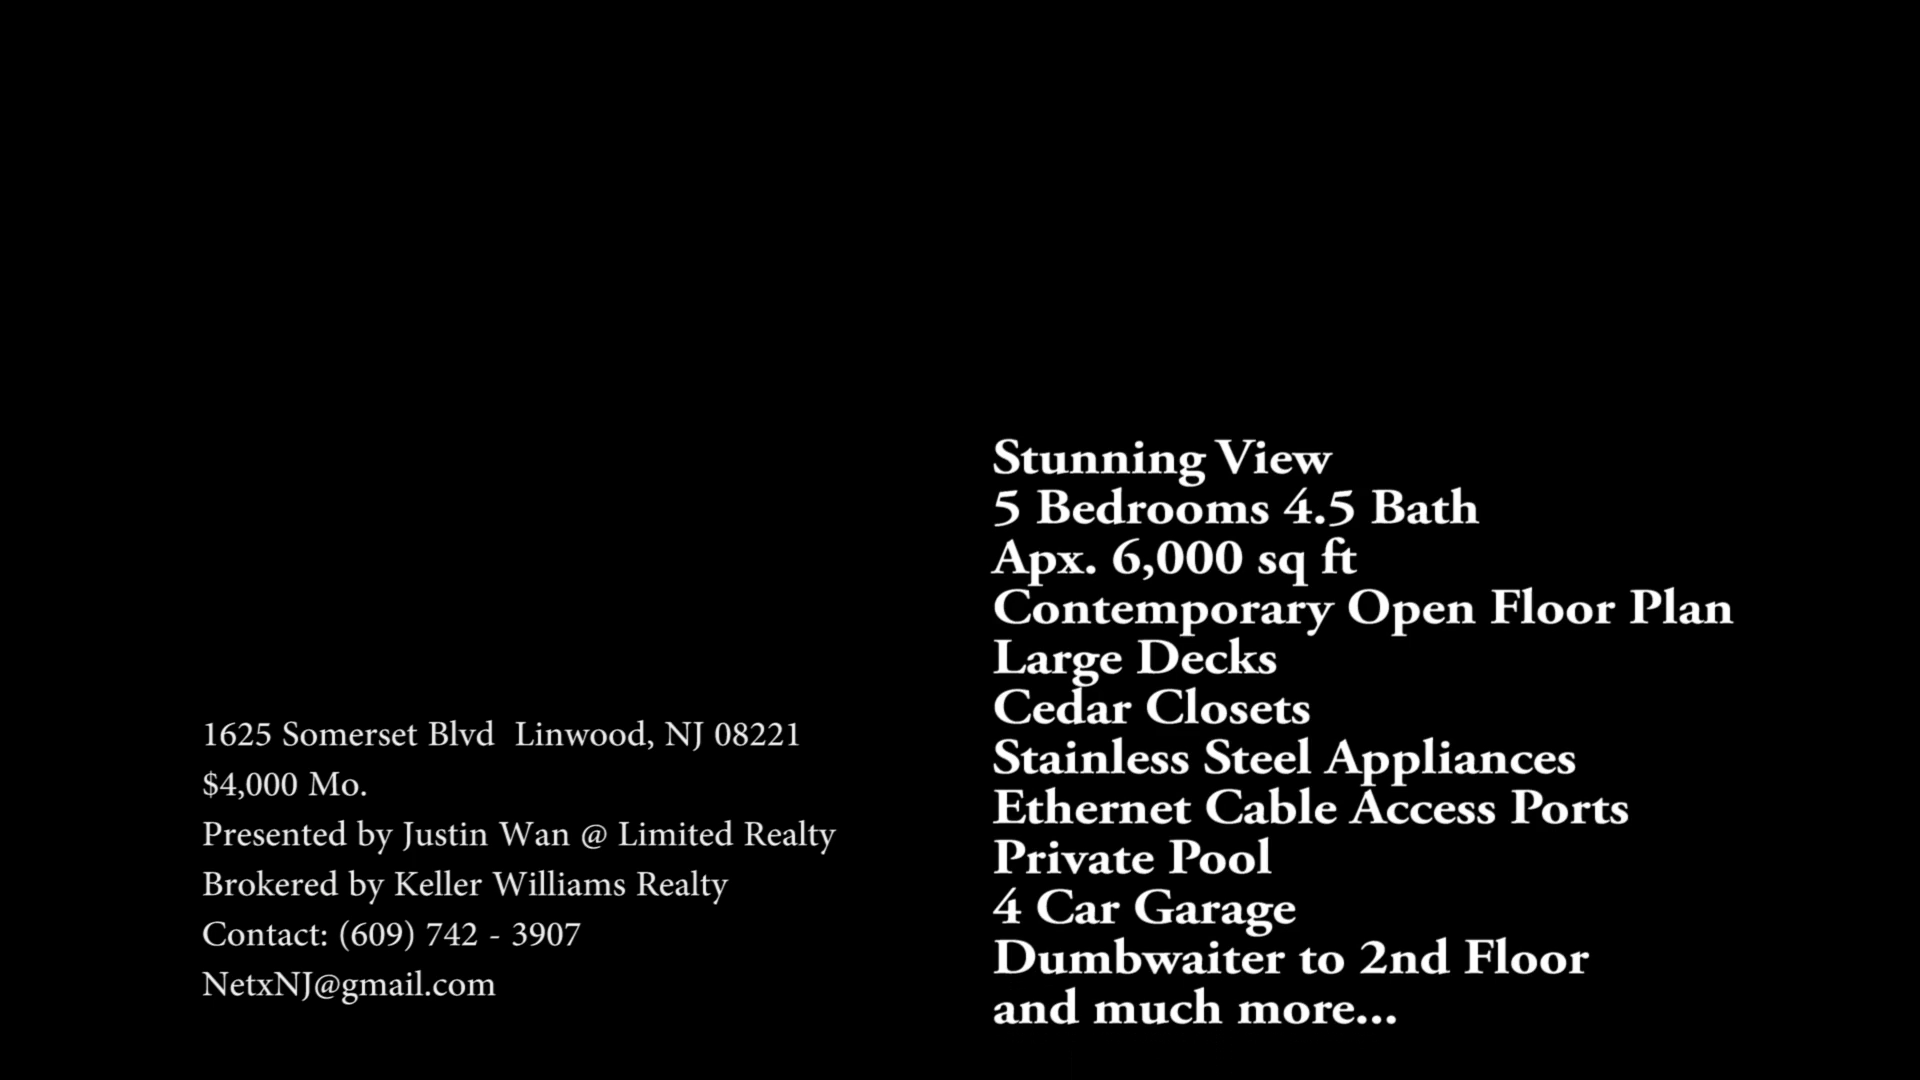 1625 Somerset Blvd  Linwood, NJ 08221
$4,000 Mo.
Presented by Justin Wan @ Limited Realty
Brokered by Keller Williams Realty
Contact: (609) 742 - 3907
NetxNJ@gmail.com
Stunning View
5 Bedrooms 4.5 Bath
Apx. 6,000 sq ft
Contemporary Open Floor Plan
Large Decks
Cedar Closets
Stainless Steel Appliances
Ethernet Cable Access Ports
Private Pool
4 Car Garage
Dumbwaiter to 2nd Floor
and much more...